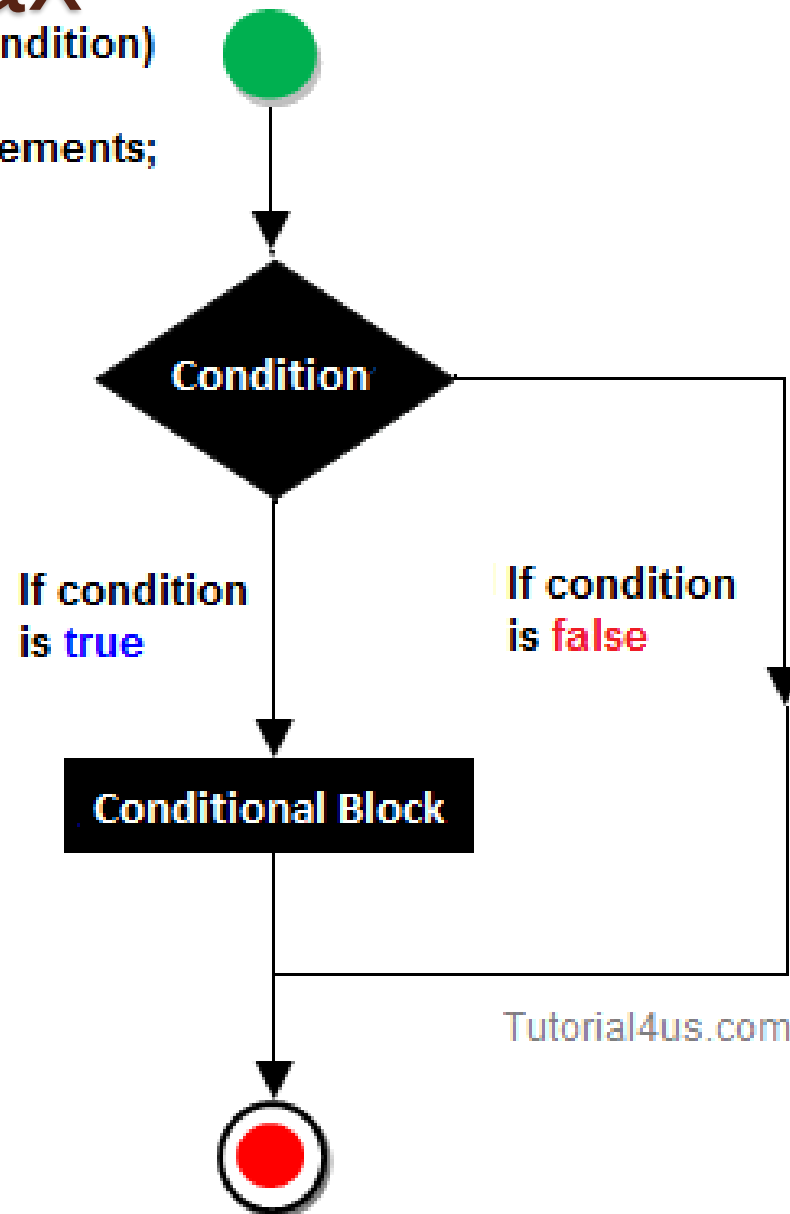 ndition)
ements;
Condition
If condition
is true
If condition
is false
Conditional Block
Tutorial4us.com